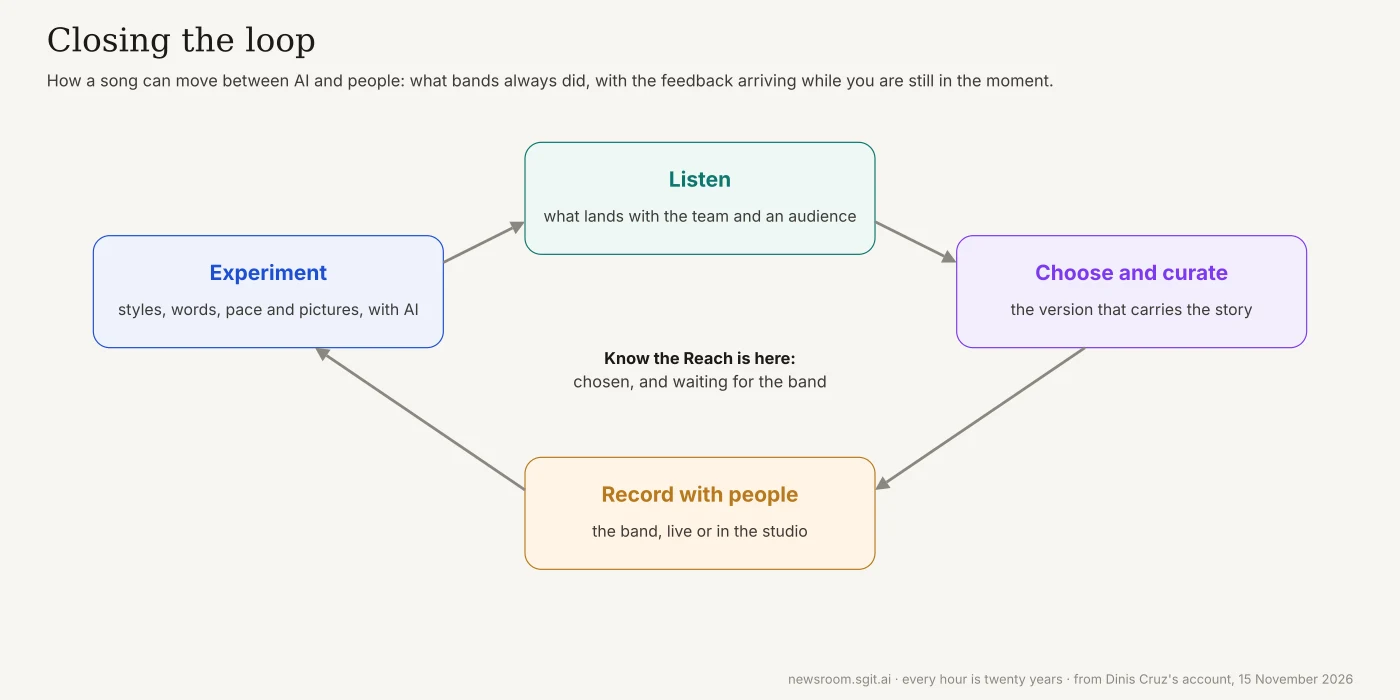 Closing the loop
How a song can move between AI and people: what bands always did, with the feedback arriving while you are still in the moment.
Listen
what lands with the team and an audience
Experiment
styles, words, pace and pictures, with AI
Choose and curate
the version that carries the story
Know the Reach is here:
chosen, and waiting for the band
Record with people
the band, live or in the studio
newsroom.sgit.ai · every hour is twenty years · from Dinis Cruz's account, 15 November 2026